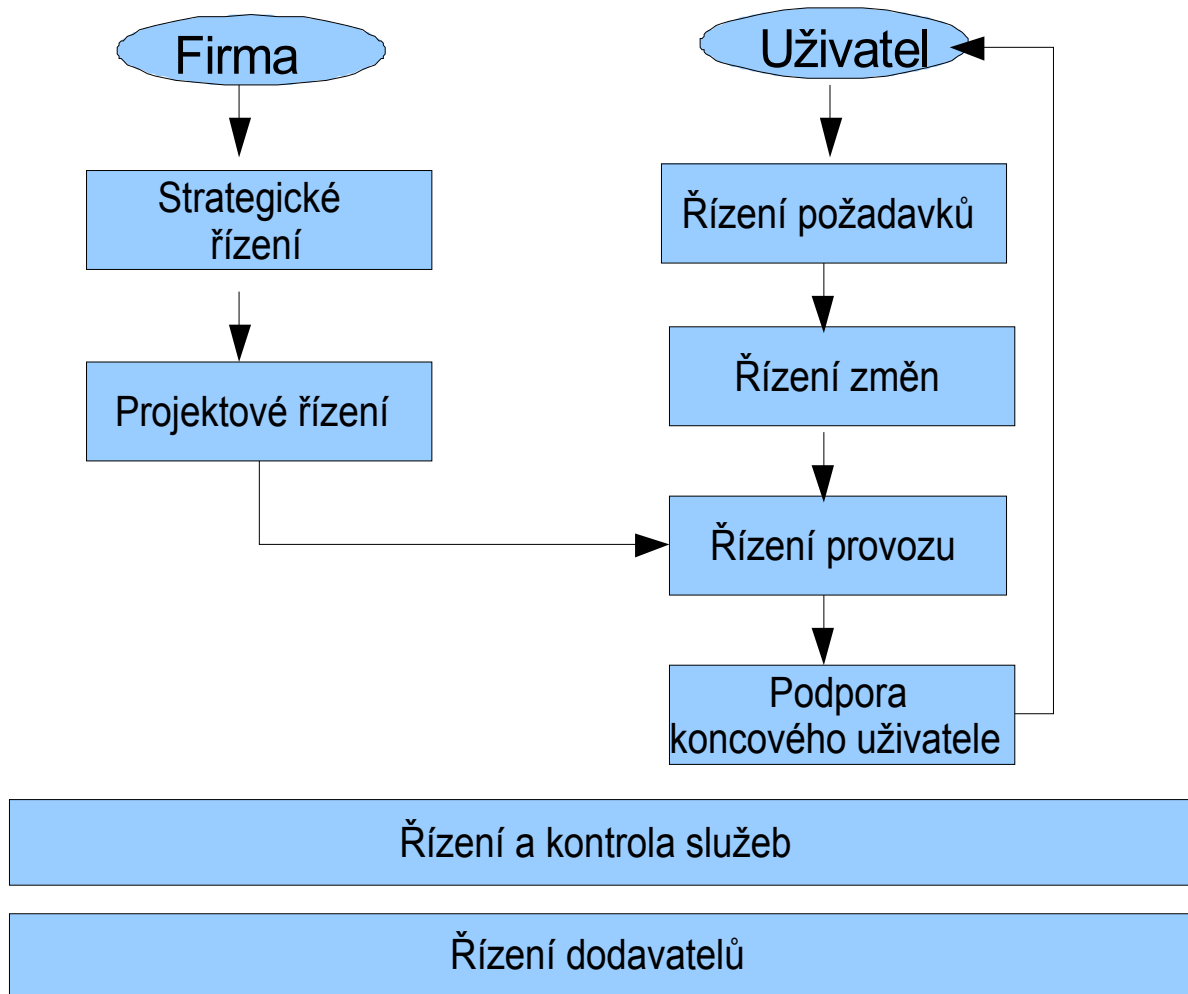 Firma
Uživatel
Strategické
řízení
Řízení požadavků
Řízení změn
Projektové řízení
Řízení provozu
Podpora
koncového uživatele
Řízení a kontrola služeb
Řízení dodavatelů